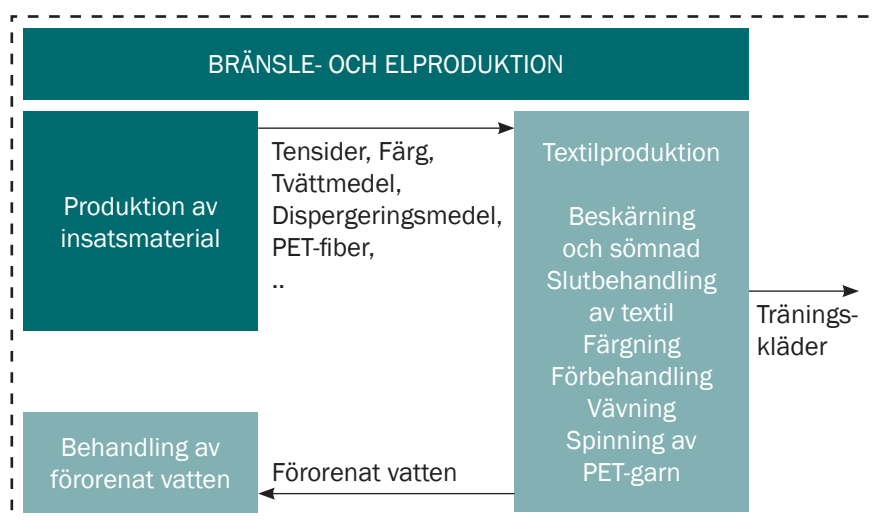 BRÄNSLE- OCH ELPRODUKTION
Produktion av
insatsmaterial
Tensider, Färg,
Tvättmedel,
Dispergeringsmedel,
PET-fiber,
..
Textilproduktion
Beskärning
och sömnad
Slutbehandling
av textil
Färgning
Förbehandling
Vävning
Spinning av
PET-garn
Tränings-
kläder
Behandling av
förorenat vatten
Förorenat vatten